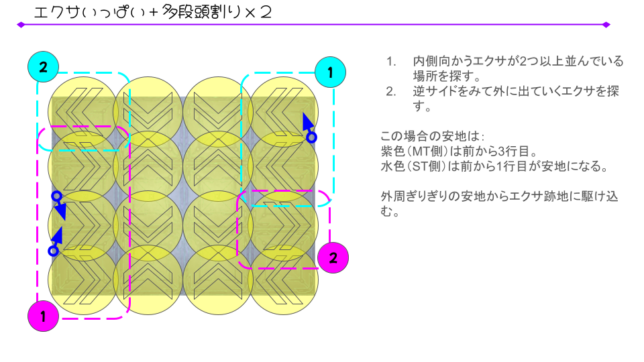 エクサいっぱい+多段頭割り×2
2
1
1. 内側向かうエクサが2つ以上並んでいる
場所を探す。
2. 逆サイドをみて外に出ていくエクサを探
す。
この場合の安地は:
紫色(MT側)は前から3行目。
水色(ST側)は前から1行目が安地になる。
外周ぎりぎりの安地からエクサ跡地に駆け込
む。
2
1